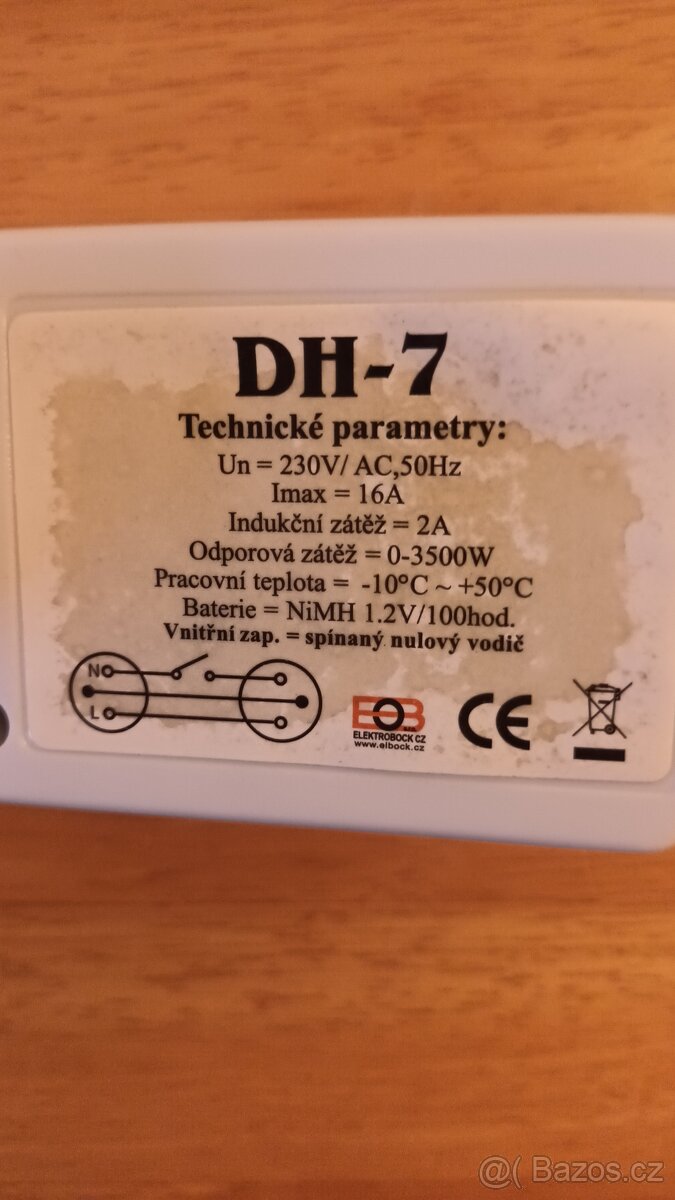 DH-7
Technické parametry:
Un = 230V/ AC,50Hz
Imax = 16A
Indukční zátěž = 2A
Odporová zátěž = 0-3500W
Pracovní teplota = -10°C ~ +50°C
Baterie = NiMH 1.2V/100hod.
Vnitřní zap. = spínaný nulový vodič
N
L
EOB
s.r.o.
ELEKTROBOCK CZ
www.elbock.cz
CE
@( Bazos.cz